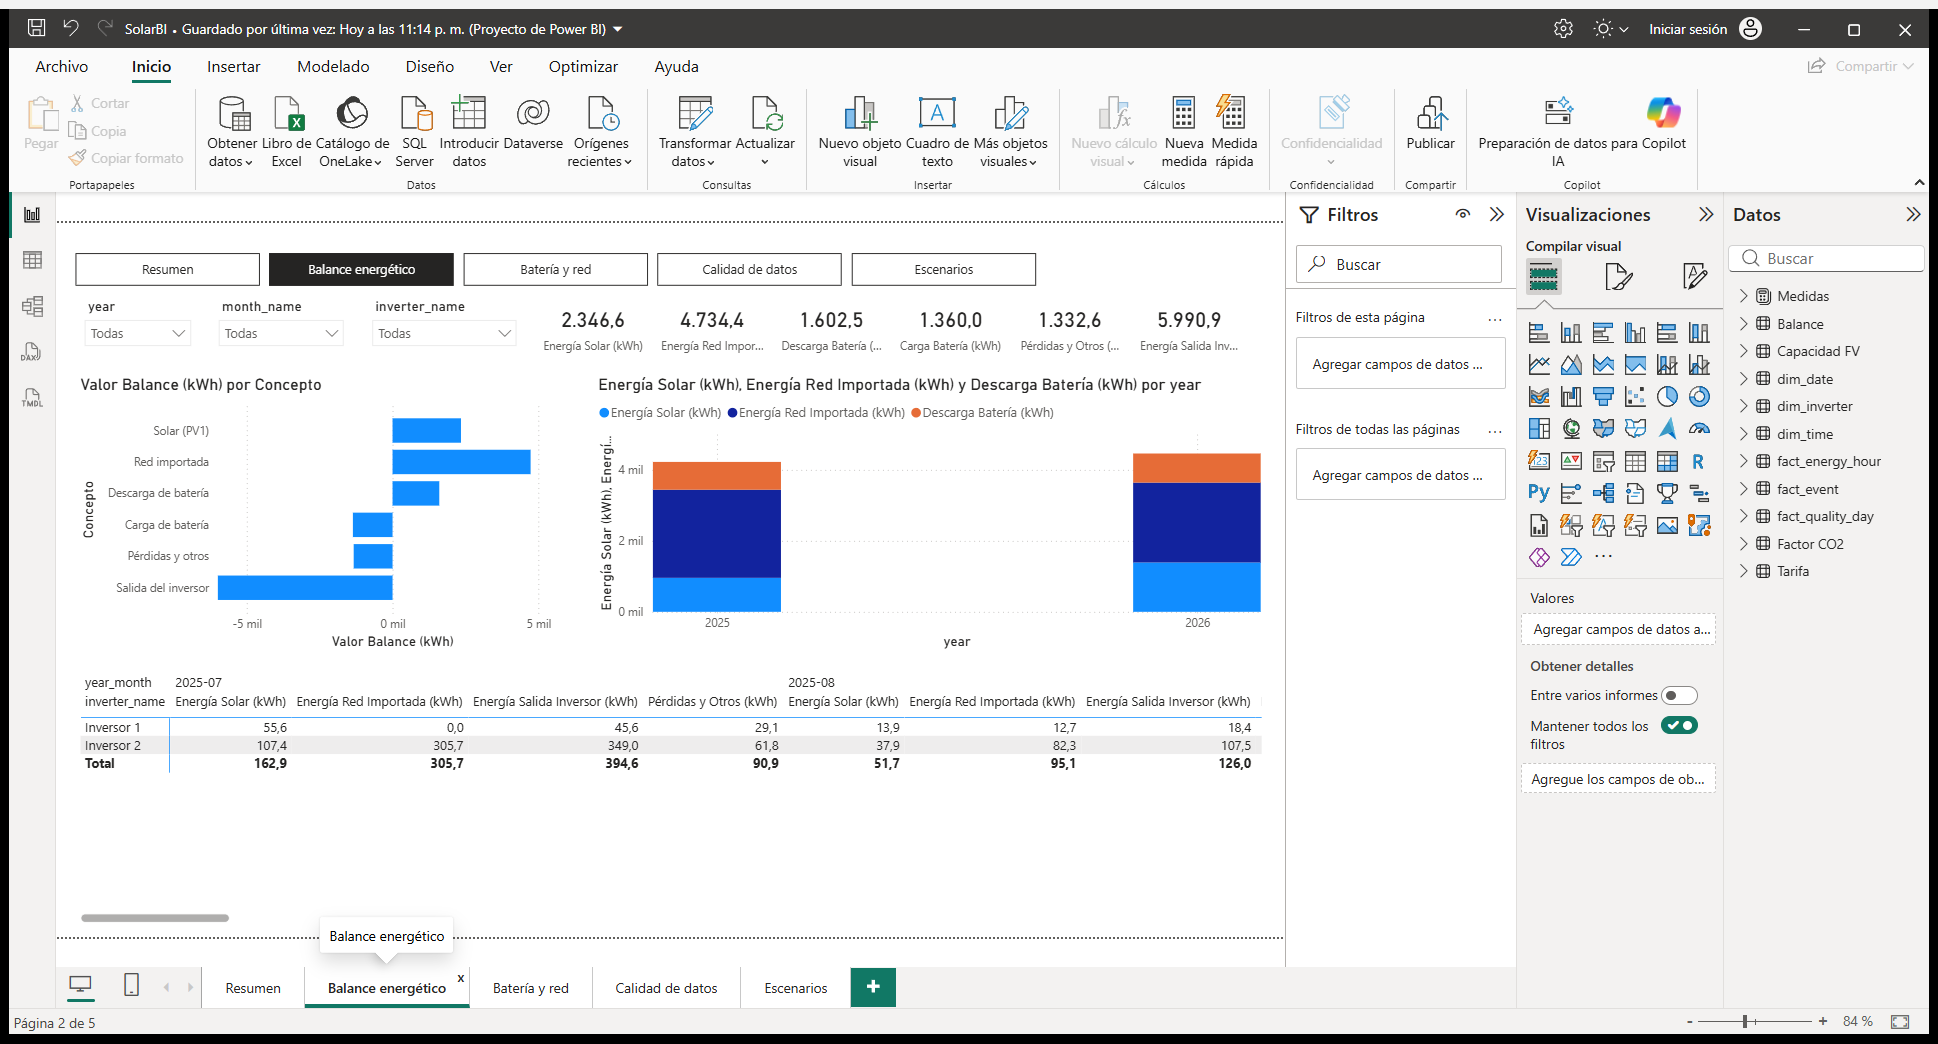 SolarBI • Guardado por última vez: Hoy a las 11:14 p. m. (Proyecto de Power BI)
Iniciar sesión
Archivo Inicio Insertar Modelado Diseño Ver Optimizar Ayuda
Compartir
Pegar
Cortar
Copia
Copiar formato
Portapapeles
Obtener datos
Libro de Excel
Catálogo de OneLake
SQL Server
Introducir datos
Dataverse
Orígenes recientes
Datos
Transformar datos
Actualizar
Consultas
Nuevo objeto visual
Cuadro de texto
Más objetos visuales
Insertar
Nuevo cálculo visual
Nueva medida
Medida rápida
Cálculos
Confidencialidad
Confidencialidad
Publicar
Compartir
Preparación de datos para IA
Copilot
Copilot
Resumen
Balance energético
Batería y red
Calidad de datos
Escenarios
year
Todas
month_name
Todas
inverter_name
Todas
2.346,6
Energía Solar (kWh)
4.734,4
Energía Red Impor...
1.602,5
Descarga Batería (...
1.360,0
Carga Batería (kWh)
1.332,6
Pérdidas y Otros (...
5.990,9
Energía Salida Inv...
Valor Balance (kWh) por Concepto
Concepto
Solar (PV1)
Red importada
Descarga de batería
Carga de batería
Pérdidas y otros
Salida del inversor
-5 mil 0 mil 5 mil
Valor Balance (kWh)
Energía Solar (kWh), Energía Red Importada (kWh) y Descarga Batería (kWh) por year
Energía Solar (kWh) Energía Red Importada (kWh) Descarga Batería (kWh)
Energía Solar (kWh), Energí...
4 mil
2 mil
0 mil
2025 2026
year
year_month 2025-07 2025-08
inverter_name Energía Solar (kWh) Energía Red Importada (kWh) Energía Salida Inversor (kWh) Pérdidas y Otros (kWh) Energía Solar (kWh) Energía Red Importada (kWh) Energía Salida Inversor (kWh)
Inversor 1 55,6 0,0 45,6 29,1 13,9 12,7 18,4
Inversor 2 107,4 305,7 349,0 61,8 37,9 82,3 107,5
Total 162,9 305,7 394,6 90,9 51,7 95,1 126,0
Balance energético
Filtros
Buscar
Filtros de esta página ...
Agregar campos de datos ...
Filtros de todas las páginas ...
Agregar campos de datos ...
Visualizaciones
Compilar visual
123
R
Py
...
Valores
Agregar campos de datos a...
Obtener detalles
Entre varios informes
Mantener todos los filtros
Agregue los campos de ob...
Datos
Buscar
Medidas
Balance
Capacidad FV
dim_date
dim_inverter
dim_time
fact_energy_hour
fact_event
fact_quality_day
Factor CO2
Tarifa
DAX
TMDL
Resumen
Balance energético x
Batería y red
Calidad de datos
Escenarios
+
Página 2 de 5
- + 84 %